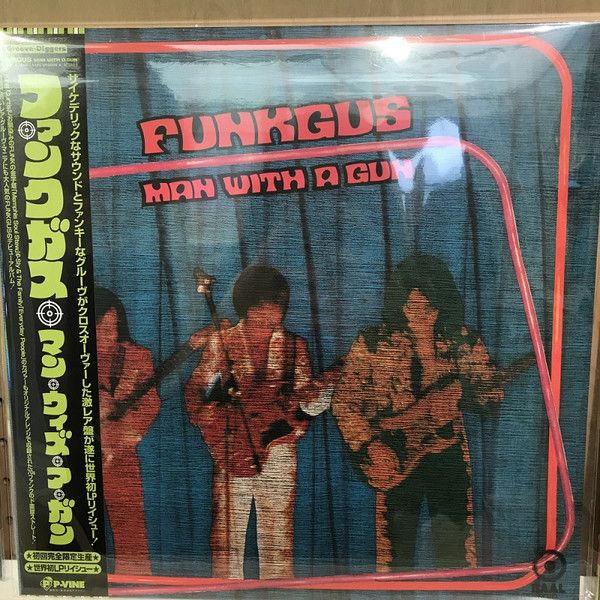 Groove-Diggers
ファンクガス
マン・ウィズ・ア・ガン
サイケデリックなサウンドとファンキーなグルーヴがクロスオーヴァーした激レア盤が遂に世界初LPリイシュー!
★初回完全限定生産★
★世界初LPリイシュー★
P-VINE
FUNKGUS
MAN WITH A GUN
BAAL